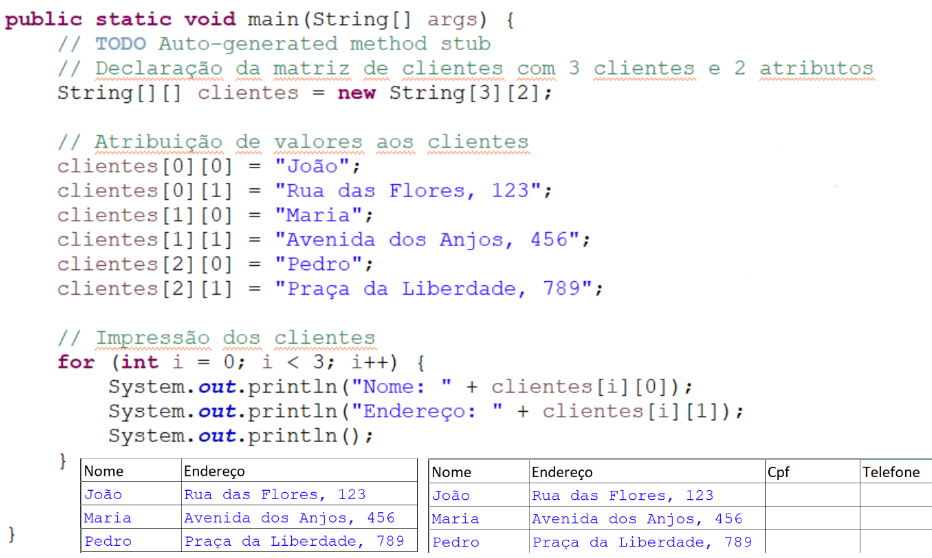 public static void main(String[] args) {
// TODO Auto-generated method stub
// Declaração da matriz de clientes com 3 clientes e 2 atributos
String[][] clientes = new String[3][2];
// Atribuição de valores aos clientes
clientes[0][0] = "João";
clientes[0][1] = "Rua das Flores, 123";
clientes[1][0] = "Maria";
clientes[1][1] = "Avenida dos Anjos, 456";
clientes[2][0] = "Pedro";
clientes[2][1] = "Praça da Liberdade, 789";
// Impressão dos clientes
for (int i = 0; i < 3; i++) {
System.out.println("Nome: " + clientes[i][0]);
System.out.println("Endereço: " + clientes[i][1]);
System.out.println();
}
Nome Endereço
João Rua das Flores, 123
Maria Avenida dos Anjos, 456
Pedro Praça da Liberdade, 789
Nome Endereço Cpf Telefone
João Rua das Flores, 123
Maria Avenida dos Anjos, 456
Pedro Praça da Liberdade, 789
}